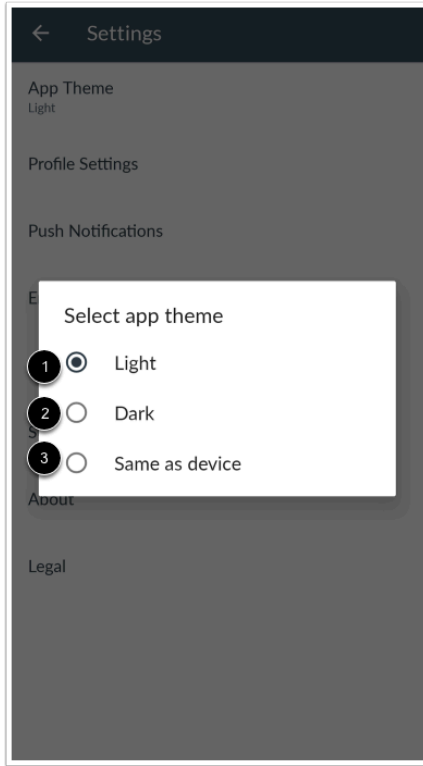 Settings
App Theme
Light
Profile Settings
Push Notifications
E
Select app theme
1 Light
2 Dark
S
3 Same as device
About
Legal